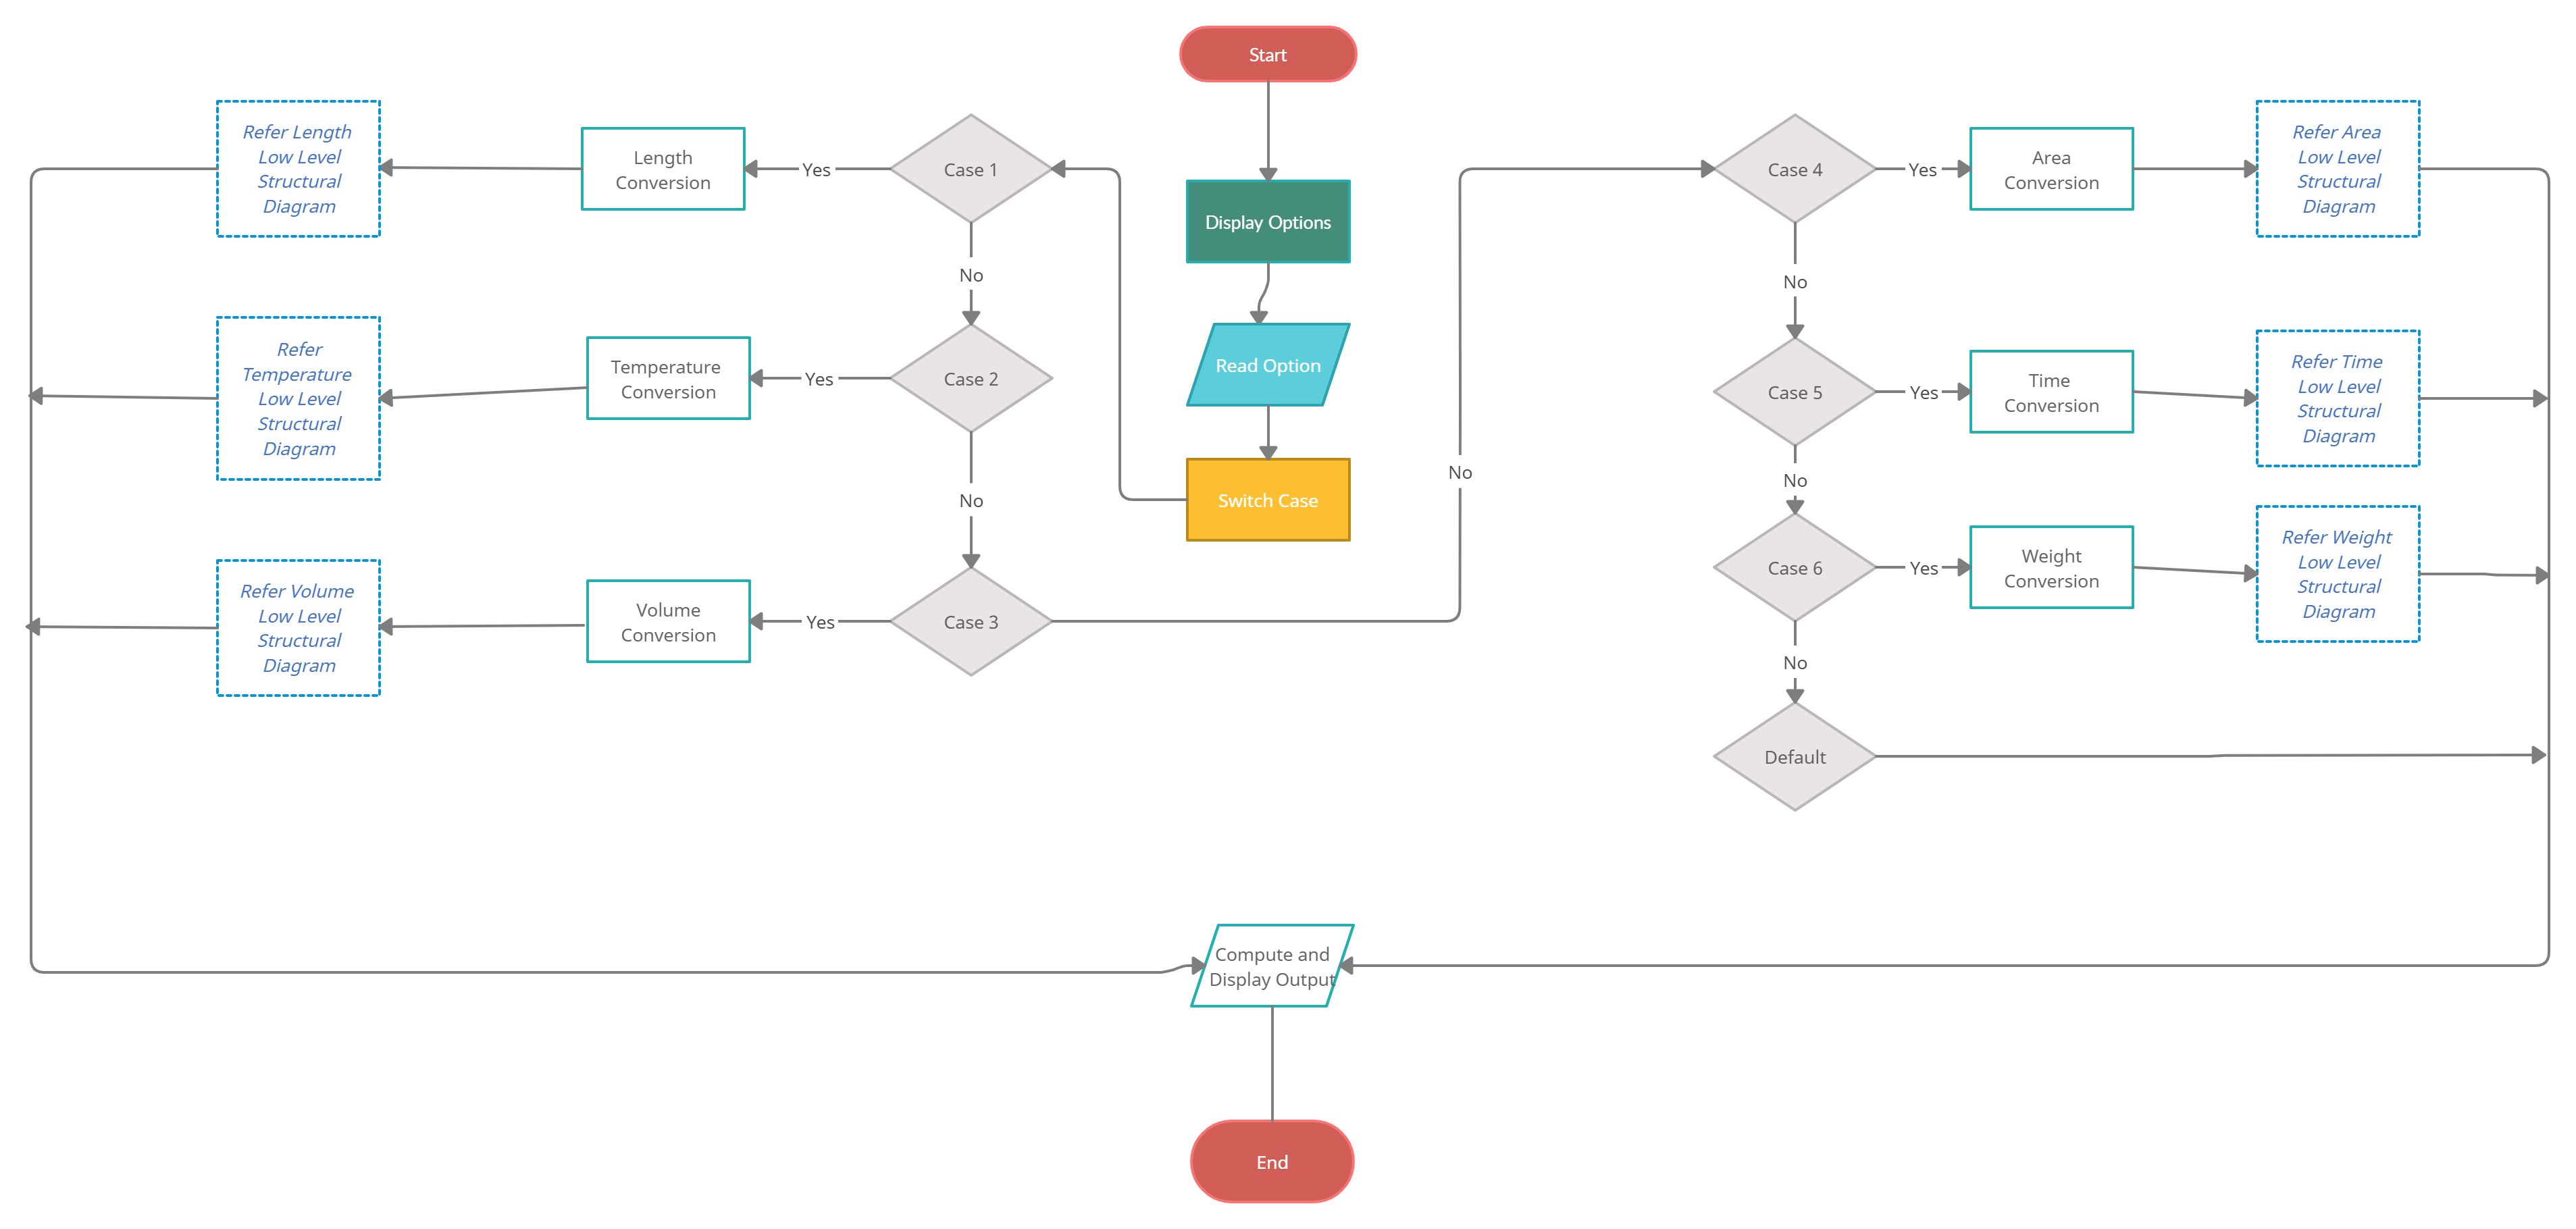 Start
Display Options
Read Option
Switch Case
Case 1
Yes
Length
Conversion
Refer Length
Low Level
Structural
Diagram
No
Case 2
Yes
Temperature
Conversion
Refer
Temperature
Low Level
Structural
Diagram
No
Case 3
Yes
Volume
Conversion
Refer Volume
Low Level
Structural
Diagram
No
Case 4
Yes
Area
Conversion
Refer Area
Low Level
Structural
Diagram
No
Case 5
Yes
Time
Conversion
Refer Time
Low Level
Structural
Diagram
No
Case 6
Yes
Weight
Conversion
Refer Weight
Low Level
Structural
Diagram
No
Default
Compute and
Display Output
End